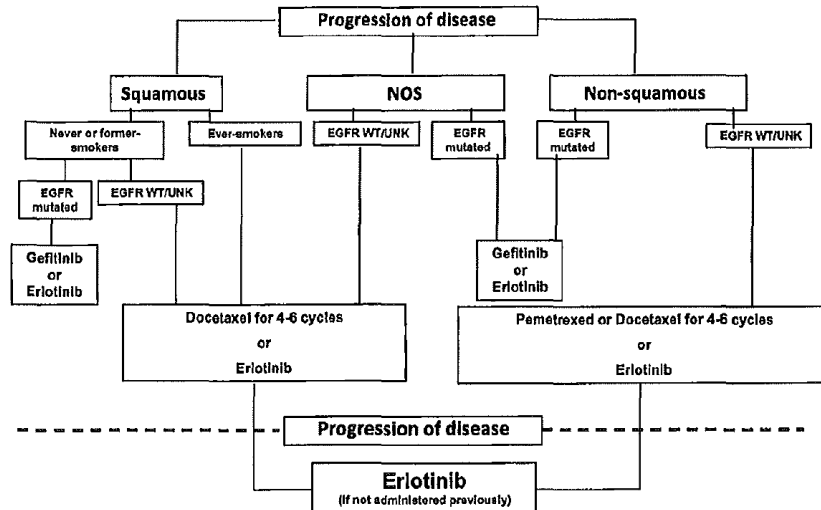 Progression of disease
Squamous
NOS
Non-squamous
Never or former-
smokers
Ever-smokers
EGFR WT/UNK
EGFR
mutated
EGFR
mutated
EGFR WT/UNK
EGFR
mutated
EGFR WT/UNK
Gefitinib
or
Erlotinib
Gefitinib
or
Erlotinib
Docetaxel for 4-6 cycles
or
Erlotinib
Pemetrexed or Docetaxel for 4-6 cycles
or
Erlotinib
Progression of disease
Erlotinib
(if not administered previously)